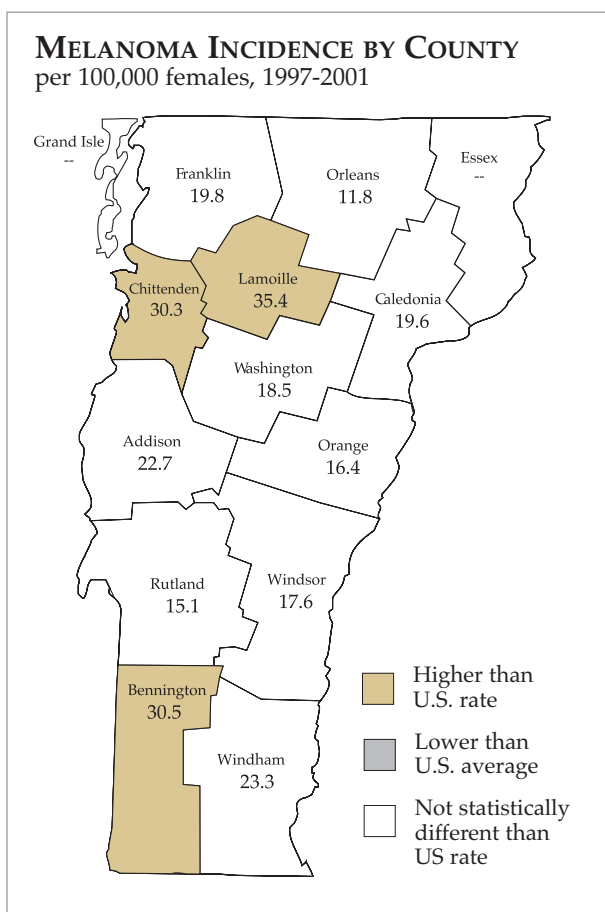 MELANOMA INCIDENCE BY COUNTY
per 100,000 females, 1997-2001
Grand Isle
--
Franklin
19.8
Orleans
11.8
Essex
--
Chittenden
30.3
Lamoille
35.4
Caledonia
19.6
Washington
18.5
Addison
22.7
Orange
16.4
Rutland
15.1
Windsor
17.6
Bennington
30.5
Windham
23.3
Higher than
U.S. rate
Lower than
U.S. average
Not statistically
different than
US rate